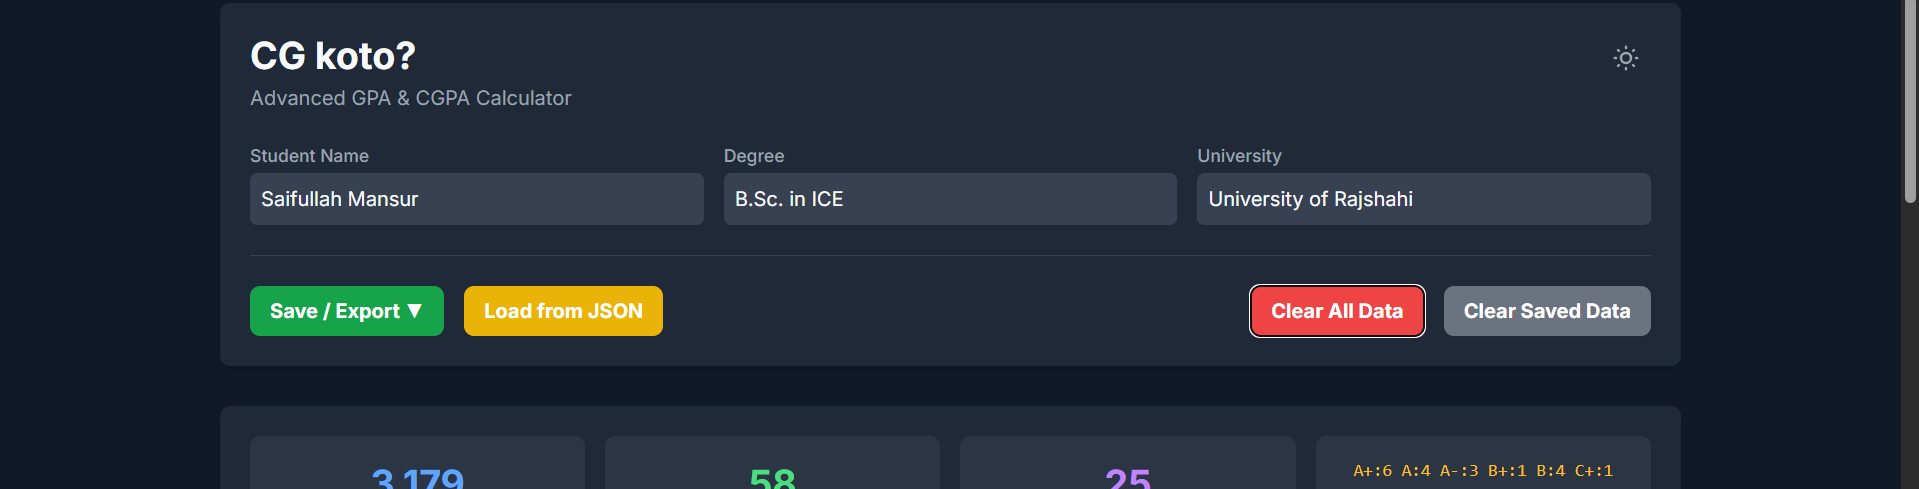 CG koto?
Advanced GPA & CGPA Calculator
Student Name
Saifullah Mansur
Degree
B.Sc. in ICE
University
University of Rajshahi
Save / Export ▼
Load from JSON
Clear All Data
Clear Saved Data
3.179
58
25
A+:6 A:4 A-:3 B+:1 B:4 C+:1